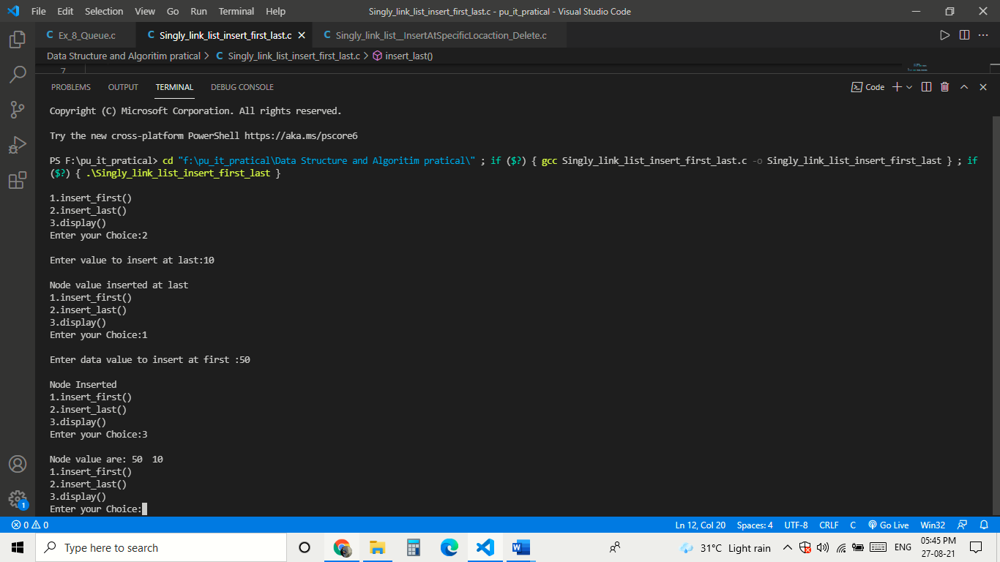 File Edit Selection View Go Run Terminal Help Singly_link_list_insert_first_last.c - pu_it_pratical - Visual Studio Code
C Ex_8_Queue.c C Singly_link_list_insert_first_last.c C Singly_link_list__InsertAtSpecificLocaction_Delete.c
Data Structure and Algoritim pratical > C Singly_link_list_insert_first_last.c > insert_last()
7
PROBLEMS OUTPUT TERMINAL DEBUG CONSOLE Code
Copyright (C) Microsoft Corporation. All rights reserved.
Try the new cross-platform PowerShell https://aka.ms/pscore6
PS F:\pu_it_pratical> cd "f:\pu_it_pratical\Data Structure and Algoritim pratical\" ; if ($?) { gcc Singly_link_list_insert_first_last.c -o Singly_link_list_insert_first_last } ; if
($?) { .\Singly_link_list_insert_first_last }
1.insert_first()
2.insert_last()
3.display()
Enter your Choice:2
Enter value to insert at last:10
Node value inserted at last
1.insert_first()
2.insert_last()
3.display()
Enter your Choice:1
Enter data value to insert at first :50
Node Inserted
1.insert_first()
2.insert_last()
3.display()
Enter your Choice:3
Node value are: 50  10
1.insert_first()
2.insert_last()
3.display()
Enter your Choice:
1
0 0 Ln 12, Col 20 Spaces: 4 UTF-8 CRLF C Go Live Win32
Type here to search 31°C Light rain ENG 05:45 PM
27-08-21